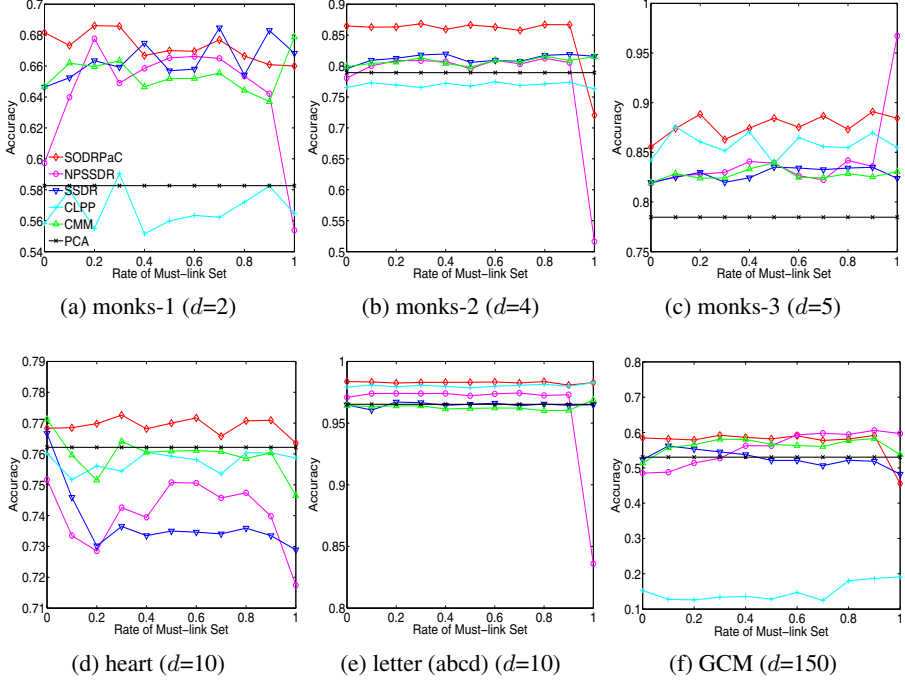 0.7
0.68
0.66
0.64
0.62
0.6
0.58
0.56
0.54
Accuracy
SODRPaC
NPSSDR
SSDR
CLPP
CMM
PCA
0 0.2 0.4 0.6 0.8 1
Rate of Must−link Set
(a) monks-1 (d=2)
0.9
0.85
0.8
0.75
0.7
0.65
0.6
0.55
0.5
Accuracy
0 0.2 0.4 0.6 0.8 1
Rate of Must−link Set
(b) monks-2 (d=4)
1
0.95
0.9
0.85
0.8
0.75
Accuracy
0 0.2 0.4 0.6 0.8 1
Rate of Must−link Set
(c) monks-3 (d=5)
0.79
0.78
0.77
0.76
0.75
0.74
0.73
0.72
0.71
Accuracy
0 0.2 0.4 0.6 0.8 1
Rate of Must−link Set
(d) heart (d=10)
1
0.95
0.9
0.85
0.8
Accuracy
0 0.2 0.4 0.6 0.8 1
Rate of Must−link Set
(e) letter (abcd) (d=10)
0.8
0.7
0.6
0.5
0.4
0.3
0.2
0.1
Accuracy
0 0.2 0.4 0.6 0.8 1
Rate of Must−link Set
(f) GCM (d=150)